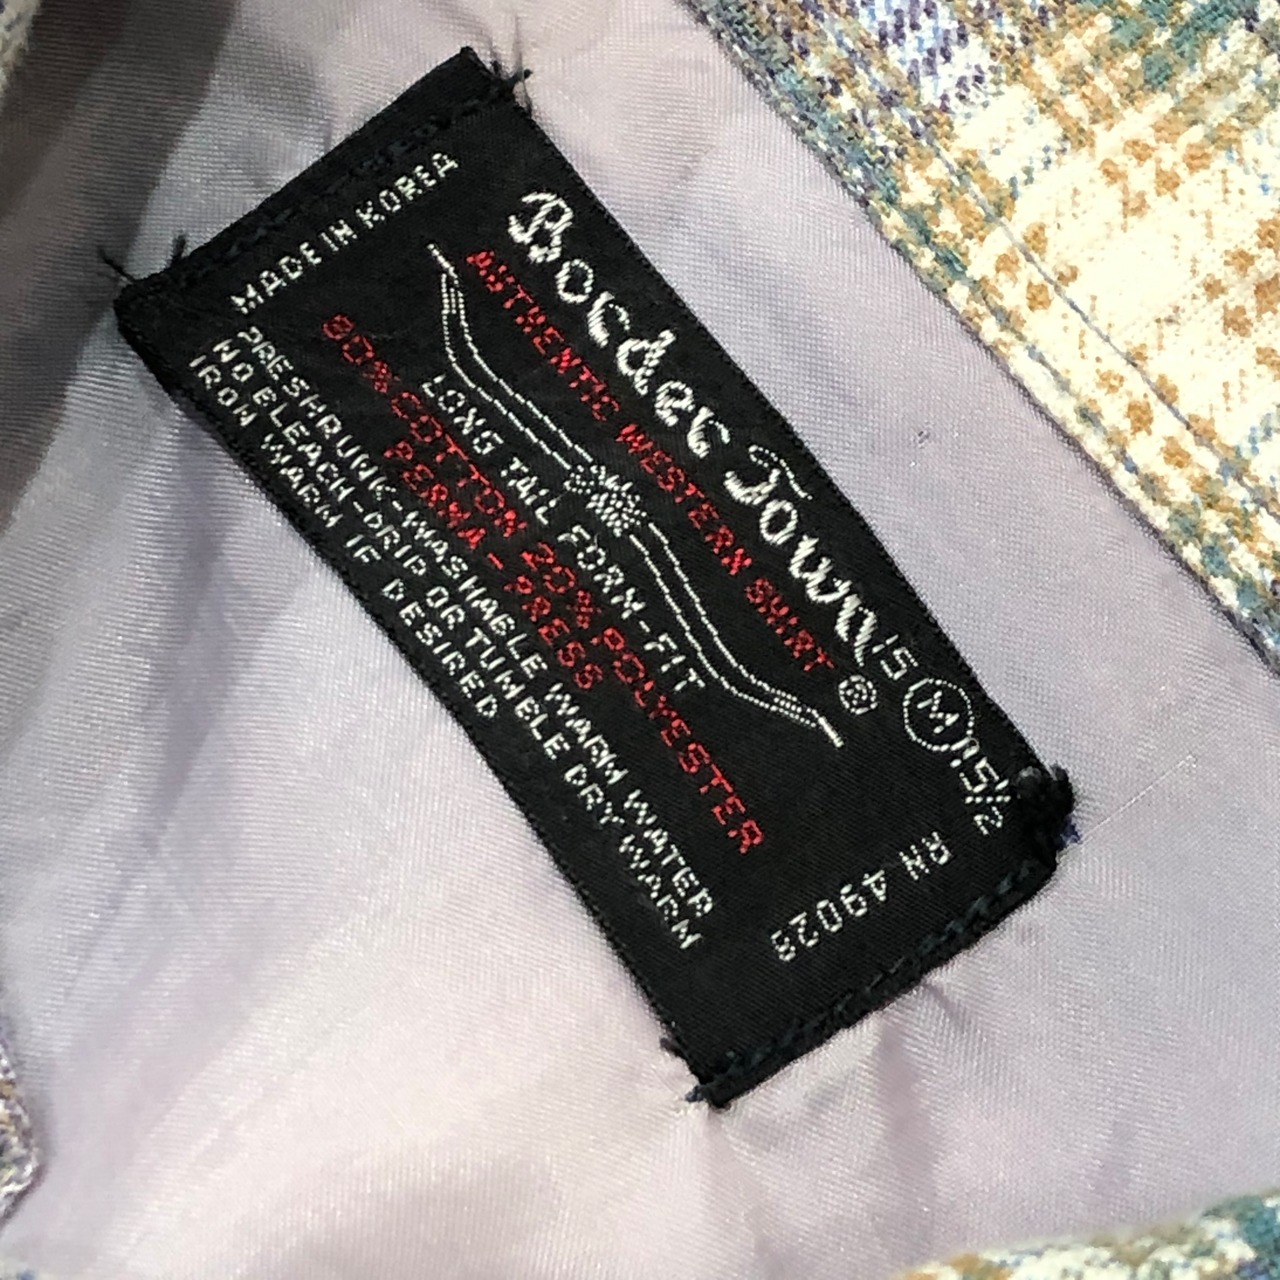 Border Town's
AUTHENTIC WESTERN SHIRT ®
M 15½
LONG TAIL FORM-FIT
80% COTTON 20% POLYESTER
PERMA-PRESS
PRESHRUNK-WASHABLE WARM WATER
NO BLEACH-DRIP OR TUMBLE DRY WARM
IRON WARM IF DESIRED
MADE IN KOREA
RN 49028